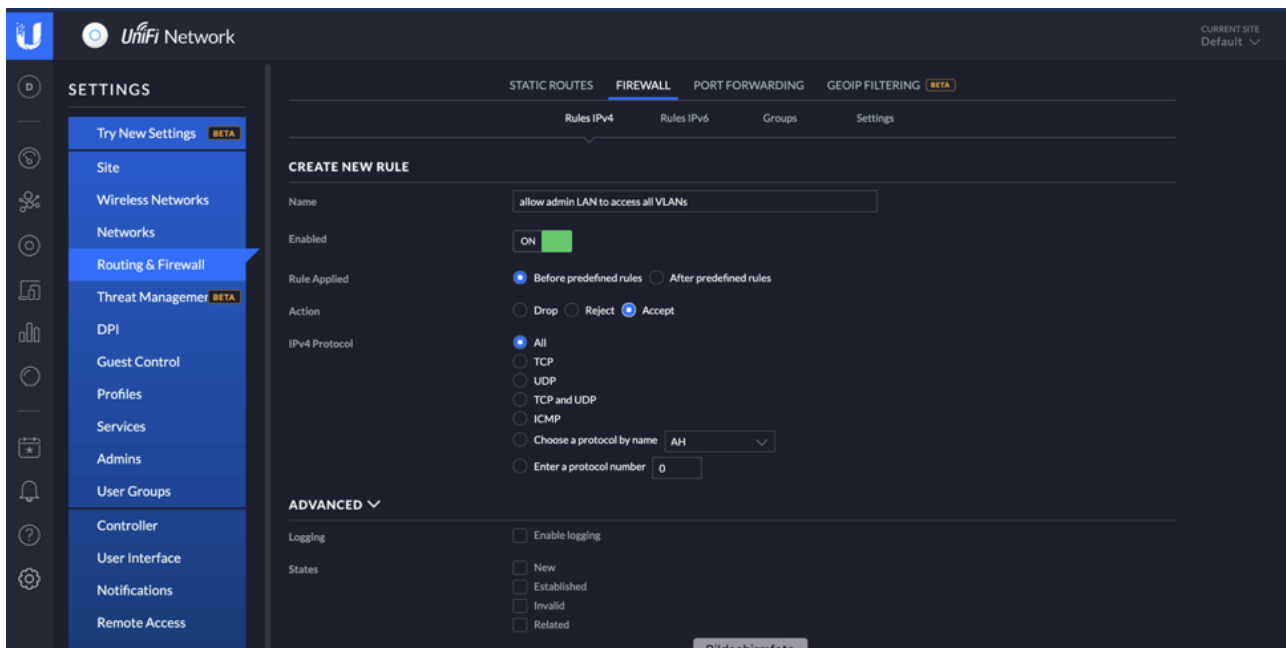 UniFi Network
CURRENT SITE
Default
D
SETTINGS
Try New Settings BETA
Site
Wireless Networks
Networks
Routing & Firewall
Threat Managemer BETA
DPI
Guest Control
Profiles
Services
Admins
User Groups
Controller
User Interface
Notifications
Remote Access
STATIC ROUTES FIREWALL PORT FORWARDING GEOIP FILTERING BETA
Rules IPv4 Rules IPv6 Groups Settings
CREATE NEW RULE
Name allow admin LAN to access all VLANs
Enabled ON
Rule Applied Before predefined rules After predefined rules
Action Drop Reject Accept
IPv4 Protocol All
TCP
UDP
TCP and UDP
ICMP
Choose a protocol by name AH
Enter a protocol number 0
ADVANCED
Logging Enable logging
States New
Established
Invalid
Related